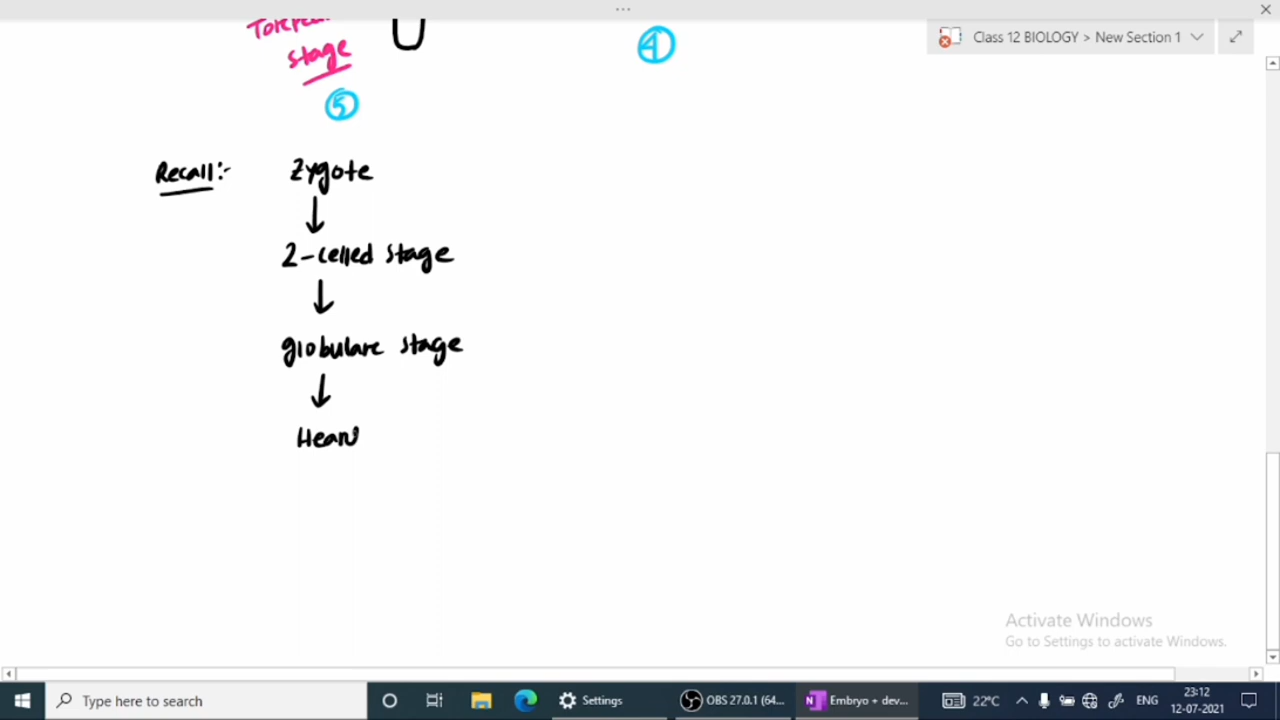 ...
stage
4
Class 12 BIOLOGY > New Section 1
5
Recall:-
Zygote
2-celled stage
globulare stage
Activate Windows
Go to Settings to activate Windows.
Type here to search
Settings
OBS 27.0.1 (64...
Embryo + dev...
22°C
ENG
23:12
12-07-2021